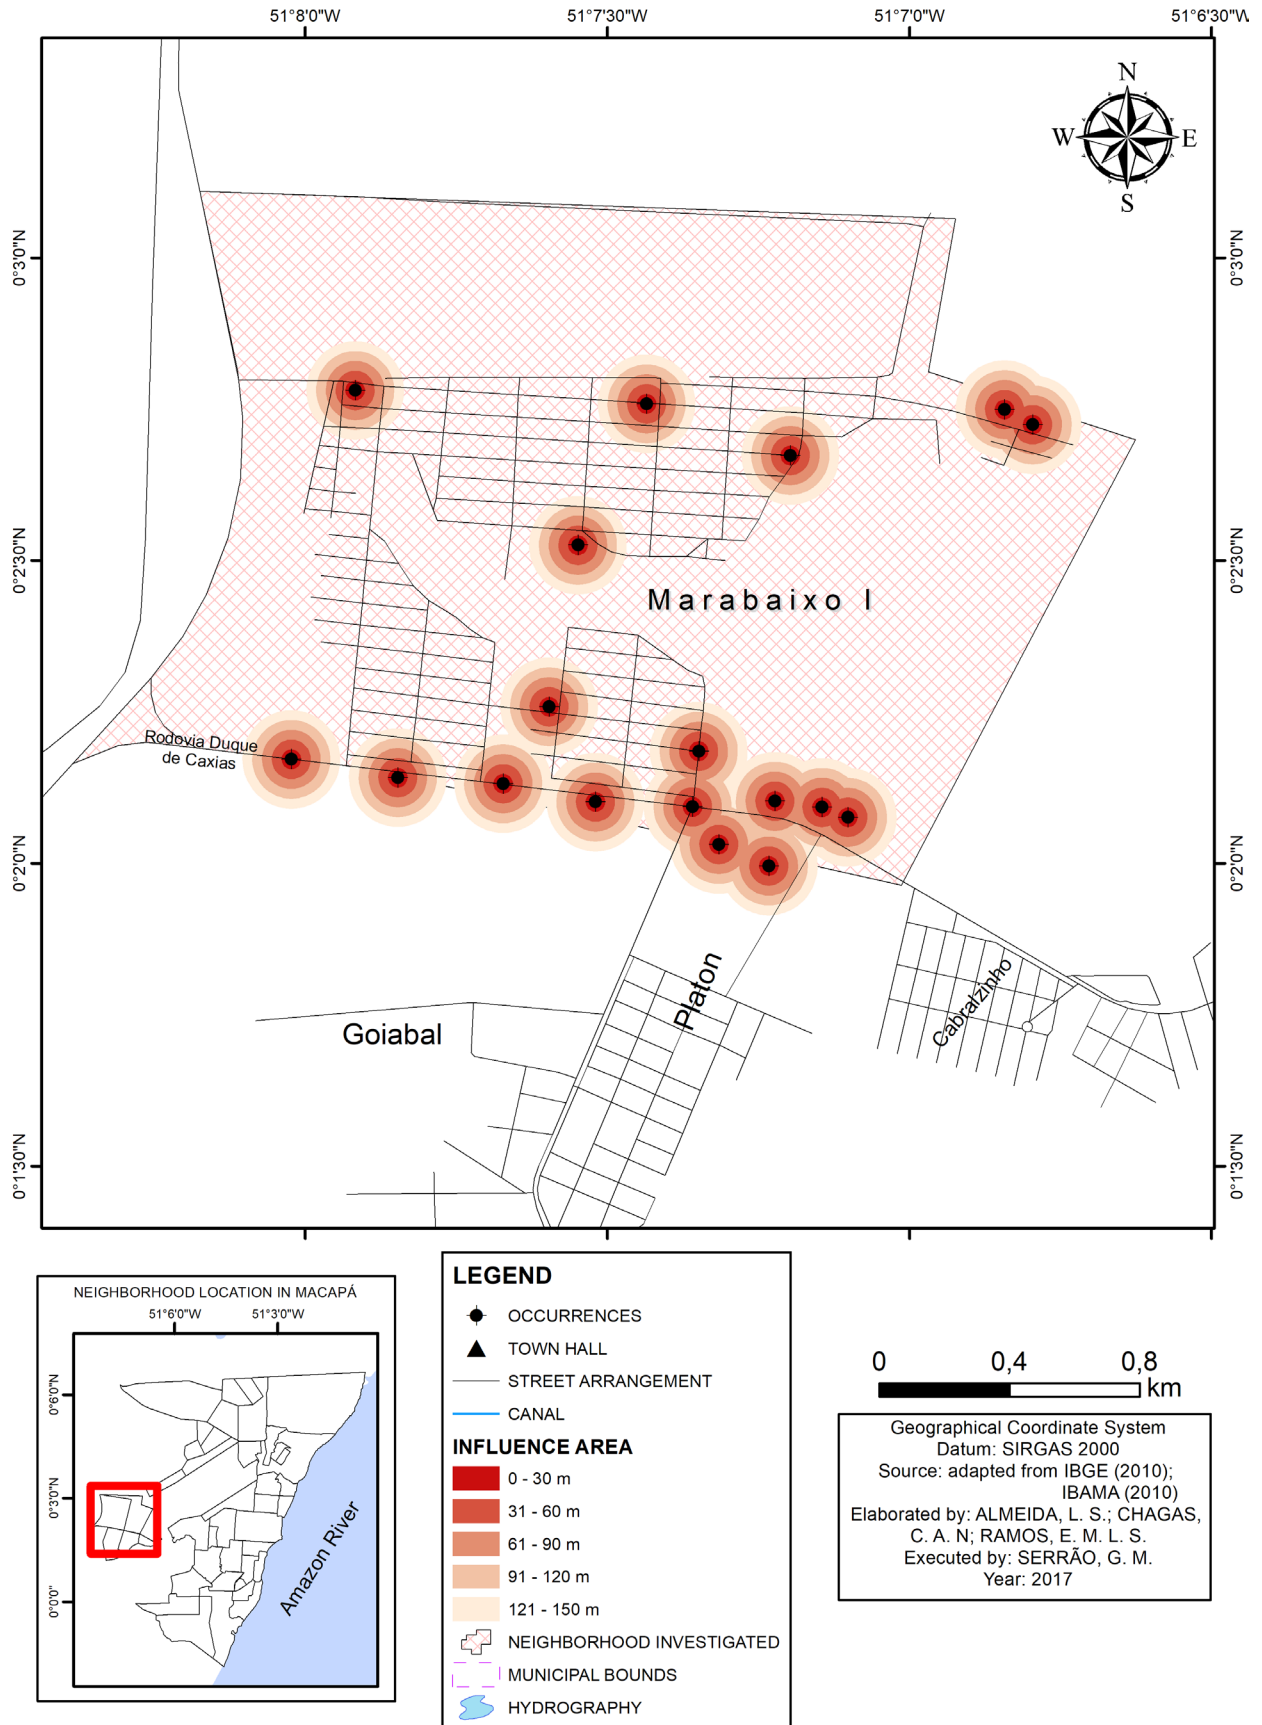 51°8'0"W
51°7'30"W
51°7'0"W
51°6'30"W
N
W
E
S
0°3'0"N
0°3'0"N
0°2'30"N
0°2'30"N
Marabaixo I
Rodovia Duque
de Caxias
0°2'0"N
0°2'0"N
Platon
Cabralzinho
Goiabal
0°1'30"N
0°1'30"N
NEIGHBORHOOD LOCATION IN MACAPÁ
51°6'0"W
51°3'0"W
0°6'0"N
0°3'0"N
0°0'0"
Amazon River
LEGEND
OCCURRENCES
TOWN HALL
STREET ARRANGEMENT
CANAL
INFLUENCE AREA
0 - 30 m
31 - 60 m
61 - 90 m
91 - 120 m
121 - 150 m
NEIGHBORHOOD INVESTIGATED
MUNICIPAL BOUNDS
HYDROGRAPHY
0
0,4
0,8
km
Geographical Coordinate System
Datum: SIRGAS 2000
Source: adapted from IBGE (2010);
IBAMA (2010)
Elaborated by: ALMEIDA, L. S.; CHAGAS,
C. A. N; RAMOS, E. M. L. S.
Executed by: SERRÃO, G. M.
Year: 2017